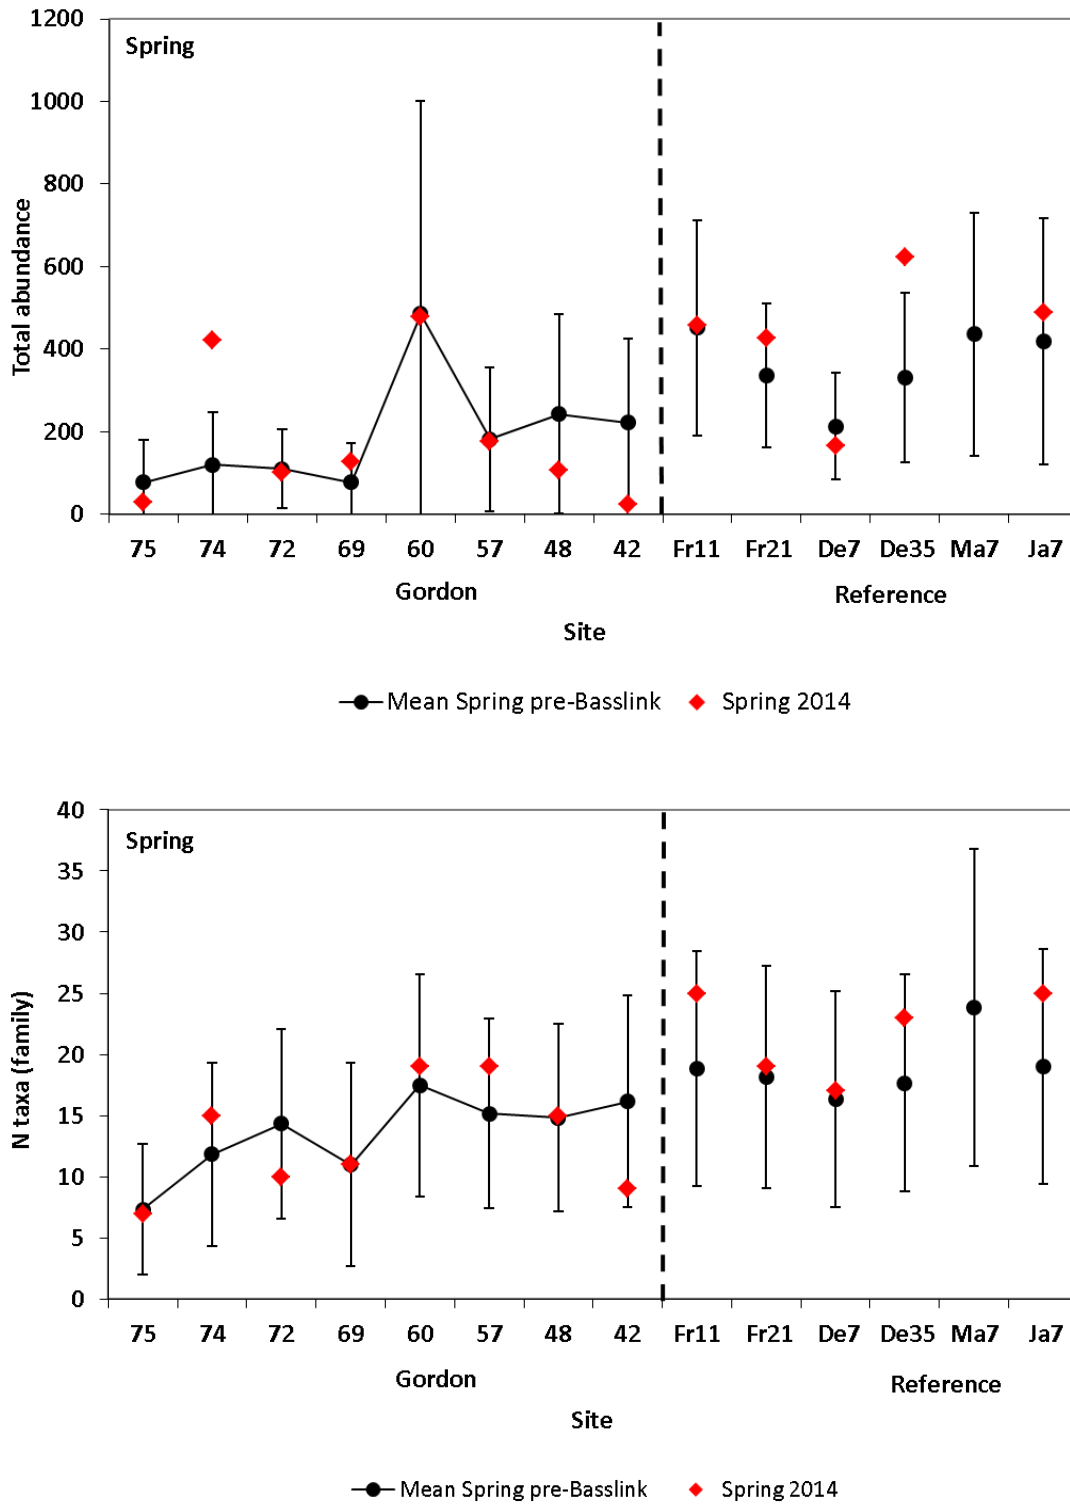 1200
Spring
1000
800
600
400
200
0
Total abundance
75 74 72 69 60 57 48 42 Fr11 Fr21 De7 De35 Ma7 Ja7
Gordon Reference
Site
Mean Spring pre-Basslink Spring 2014
40
Spring
35
30
25
20
15
10
5
0
N taxa (family)
75 74 72 69 60 57 48 42 Fr11 Fr21 De7 De35 Ma7 Ja7
Gordon Reference
Site
Mean Spring pre-Basslink Spring 2014